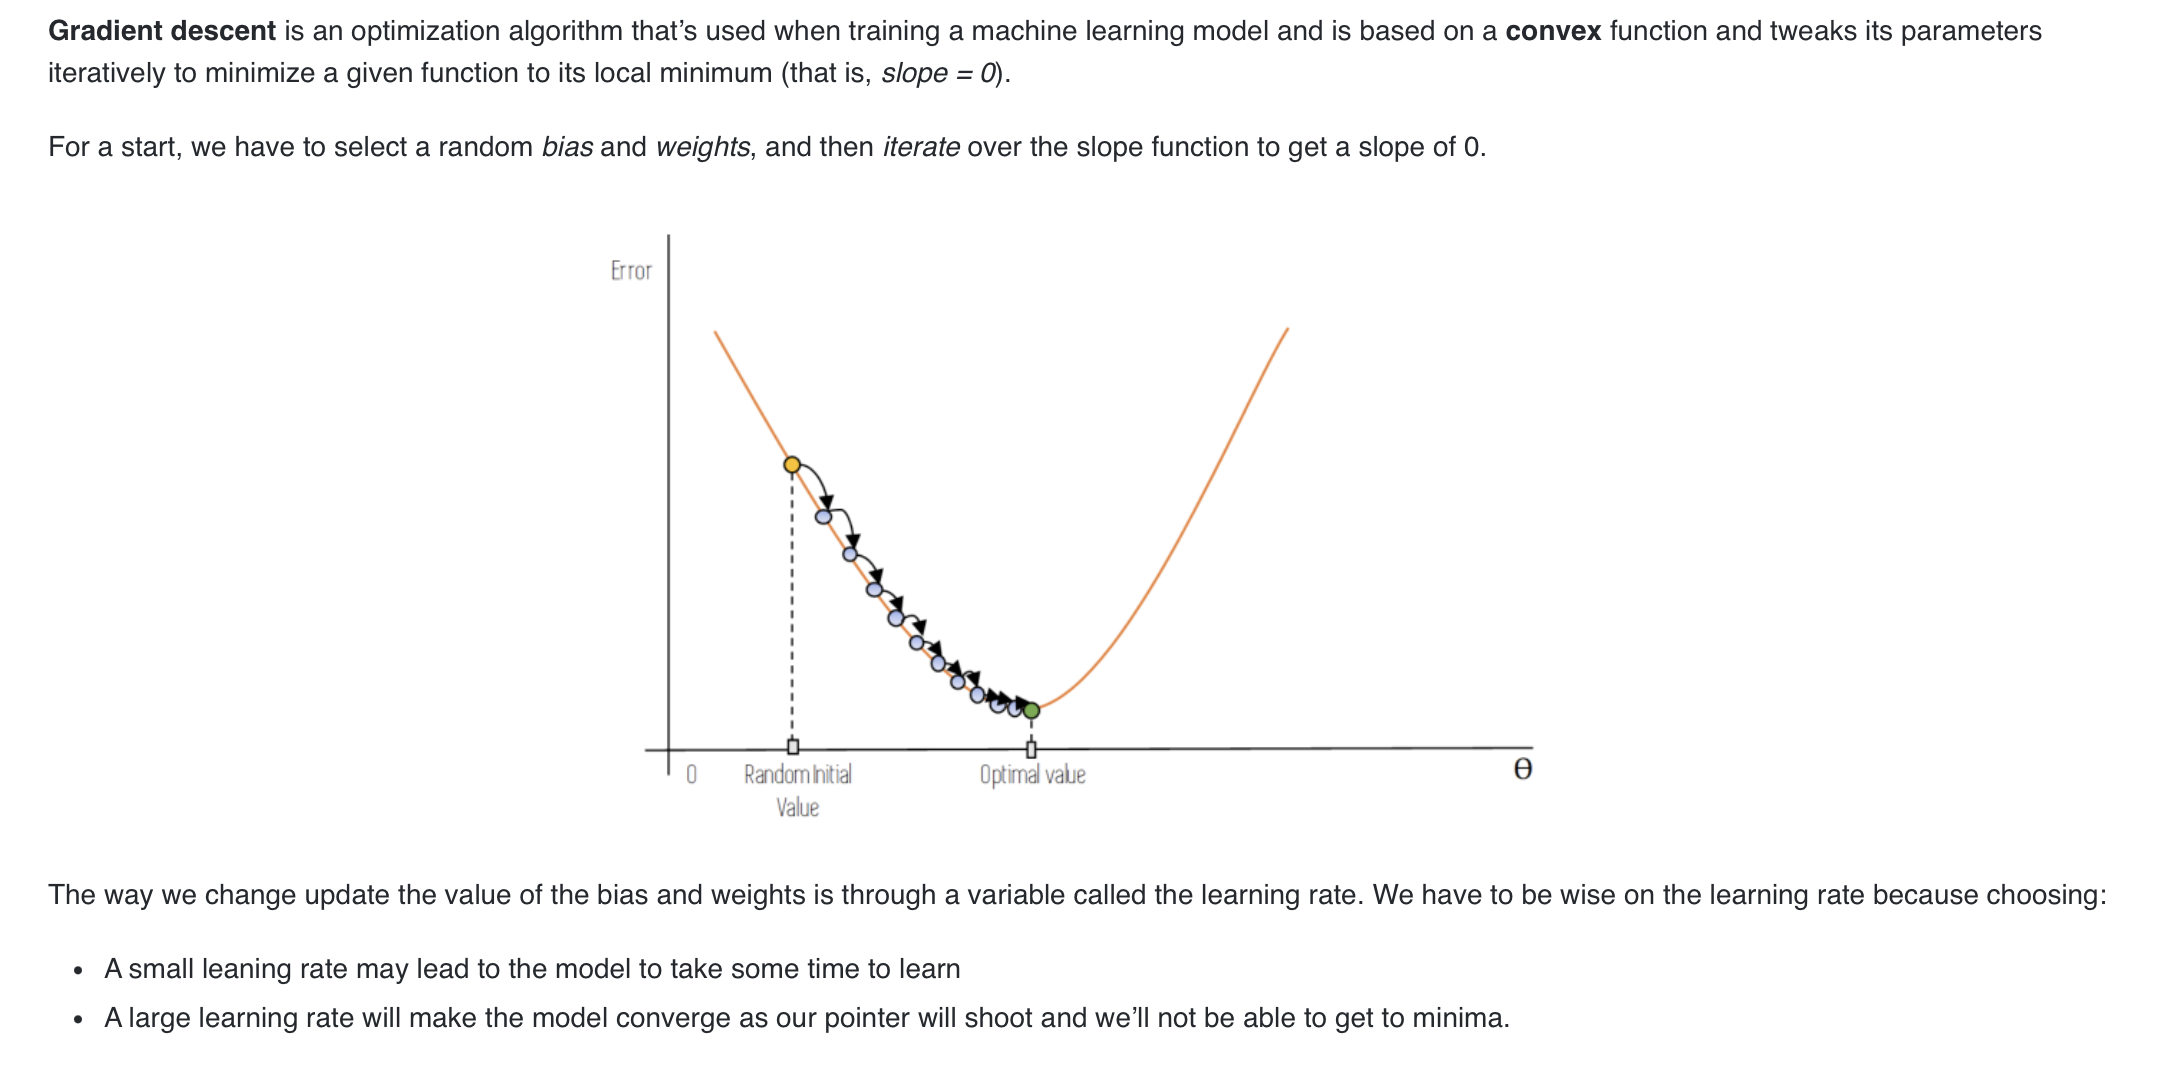 Gradient descent is an optimization algorithm that’s used when training a machine learning model and is based on a convex function and tweaks its parameters
iteratively to minimize a given function to its local minimum (that is, slope = 0).
For a start, we have to select a random bias and weights, and then iterate over the slope function to get a slope of 0.
Error
0
Random Initial
Value
Optimal value
θ
The way we change update the value of the bias and weights is through a variable called the learning rate. We have to be wise on the learning rate because choosing:
• A small leaning rate may lead to the model to take some time to learn
• A large learning rate will make the model converge as our pointer will shoot and we’ll not be able to get to minima.